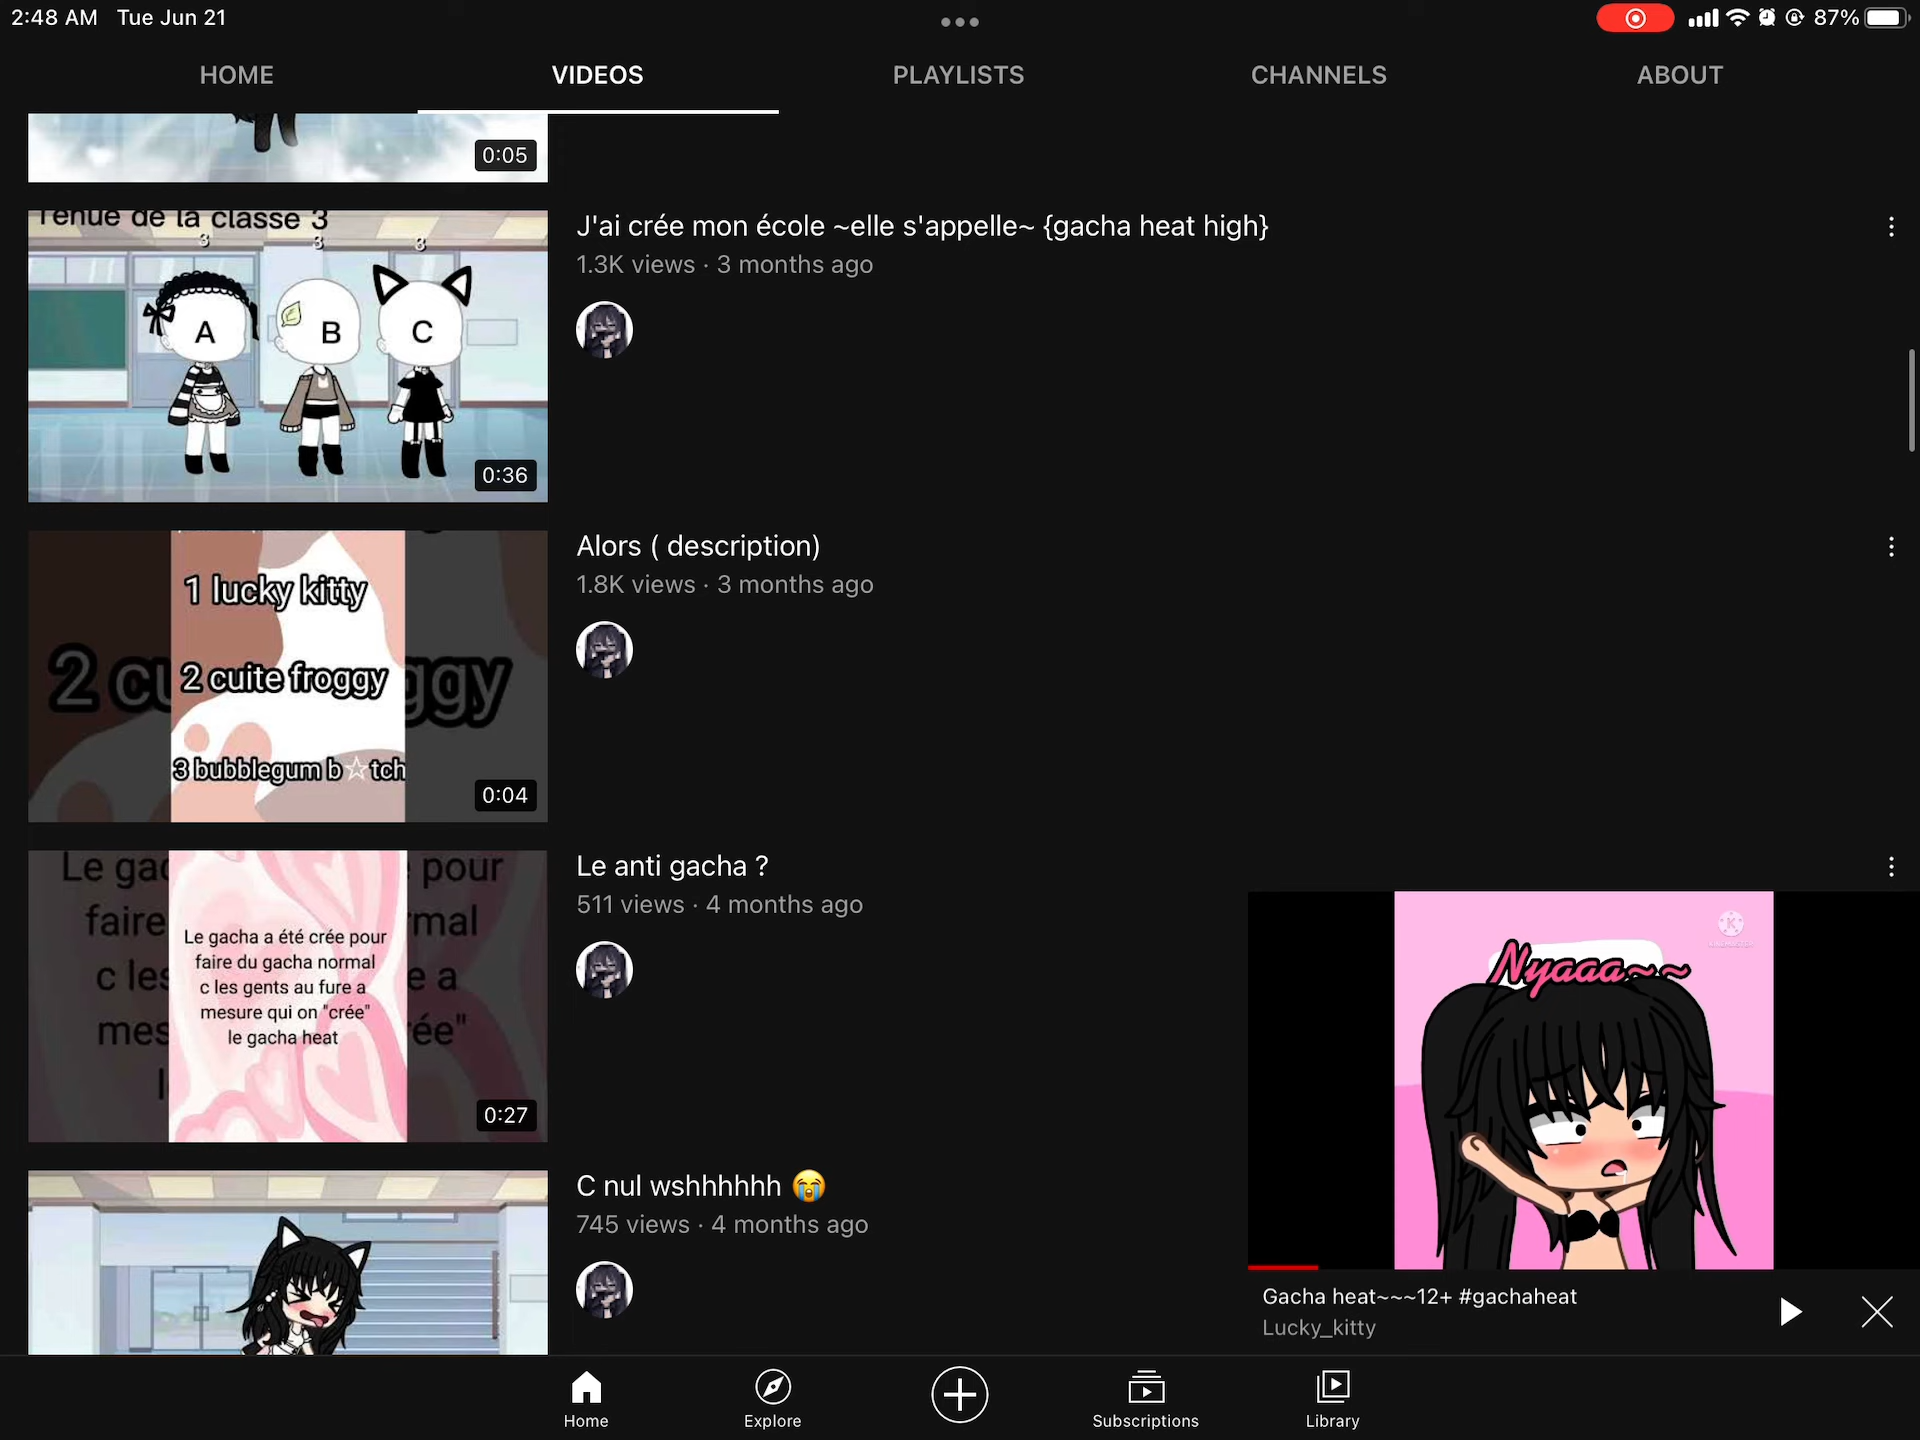 2:48 AM Tue Jun 21
87%
HOME
VIDEOS
PLAYLISTS
CHANNELS
ABOUT
0:05
Tenue de la classe 3
3 3 3
A B C
0:36
J'ai crée mon école ~elle s'appelle~ {gacha heat high}
1.3K views · 3 months ago
1 lucky kitty
2 cu
2 cuite froggy
ggy
3 bubblegum b☆tch
0:04
Alors ( description)
1.8K views · 3 months ago
Le gac
pour
faire
rmal
c les
e a
mes
ée"
Le gacha a été crée pour
faire du gacha normal
c les gents au fure a
mesure qui on "crée"
le gacha heat
0:27
Le anti gacha ?
511 views · 4 months ago
C nul wshhhhhh 😭
745 views · 4 months ago
K
Nyaaa~~
Gacha heat~~~12+ #gachaheat
Lucky_kitty
Home
Explore
Subscriptions
Library